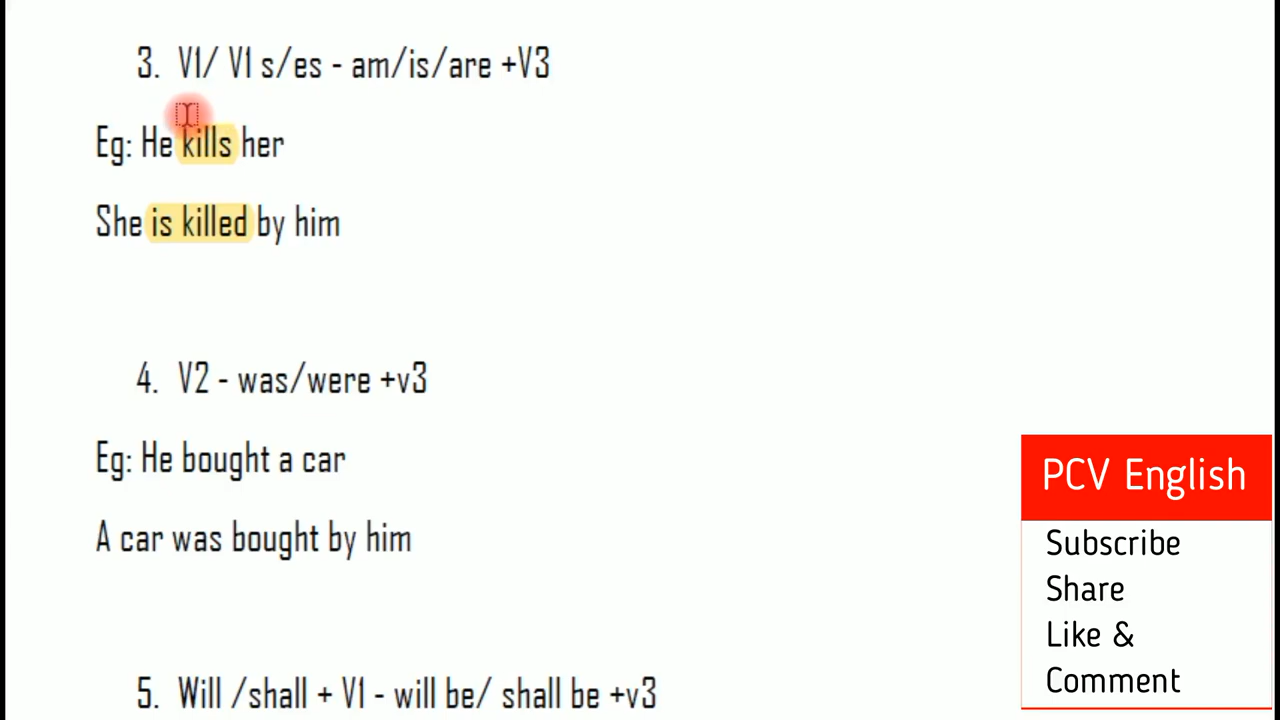 3. V1/ V1 s/es - am/is/are +V3
Eg: He kills her
She is killed by him
4. V2 - was/were +v3
Eg: He bought a car
A car was bought by him
5. Will /shall + V1 - will be/ shall be +v3
PCV English
Subscribe
Share
Like &
Comment